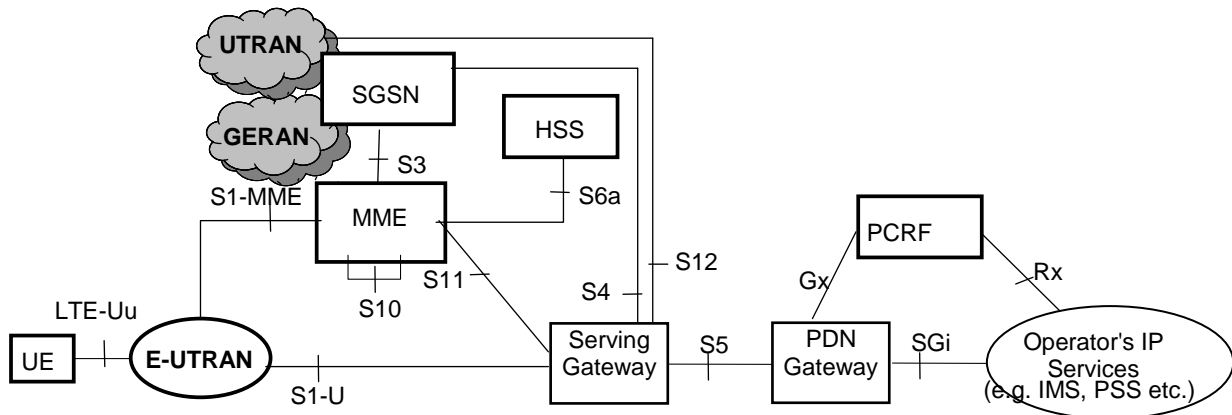 UTRAN
SGSN
HSS
GERAN
S3
S1-MME
S6a
MME
PCRF
S12
S11
Gx
Rx
S10
S4
LTE-Uu
UE
E-UTRAN
Serving
Gateway
S5
PDN
Gateway
SGi
Operator's IP
Services
(e.g. IMS, PSS etc.)
S1-U